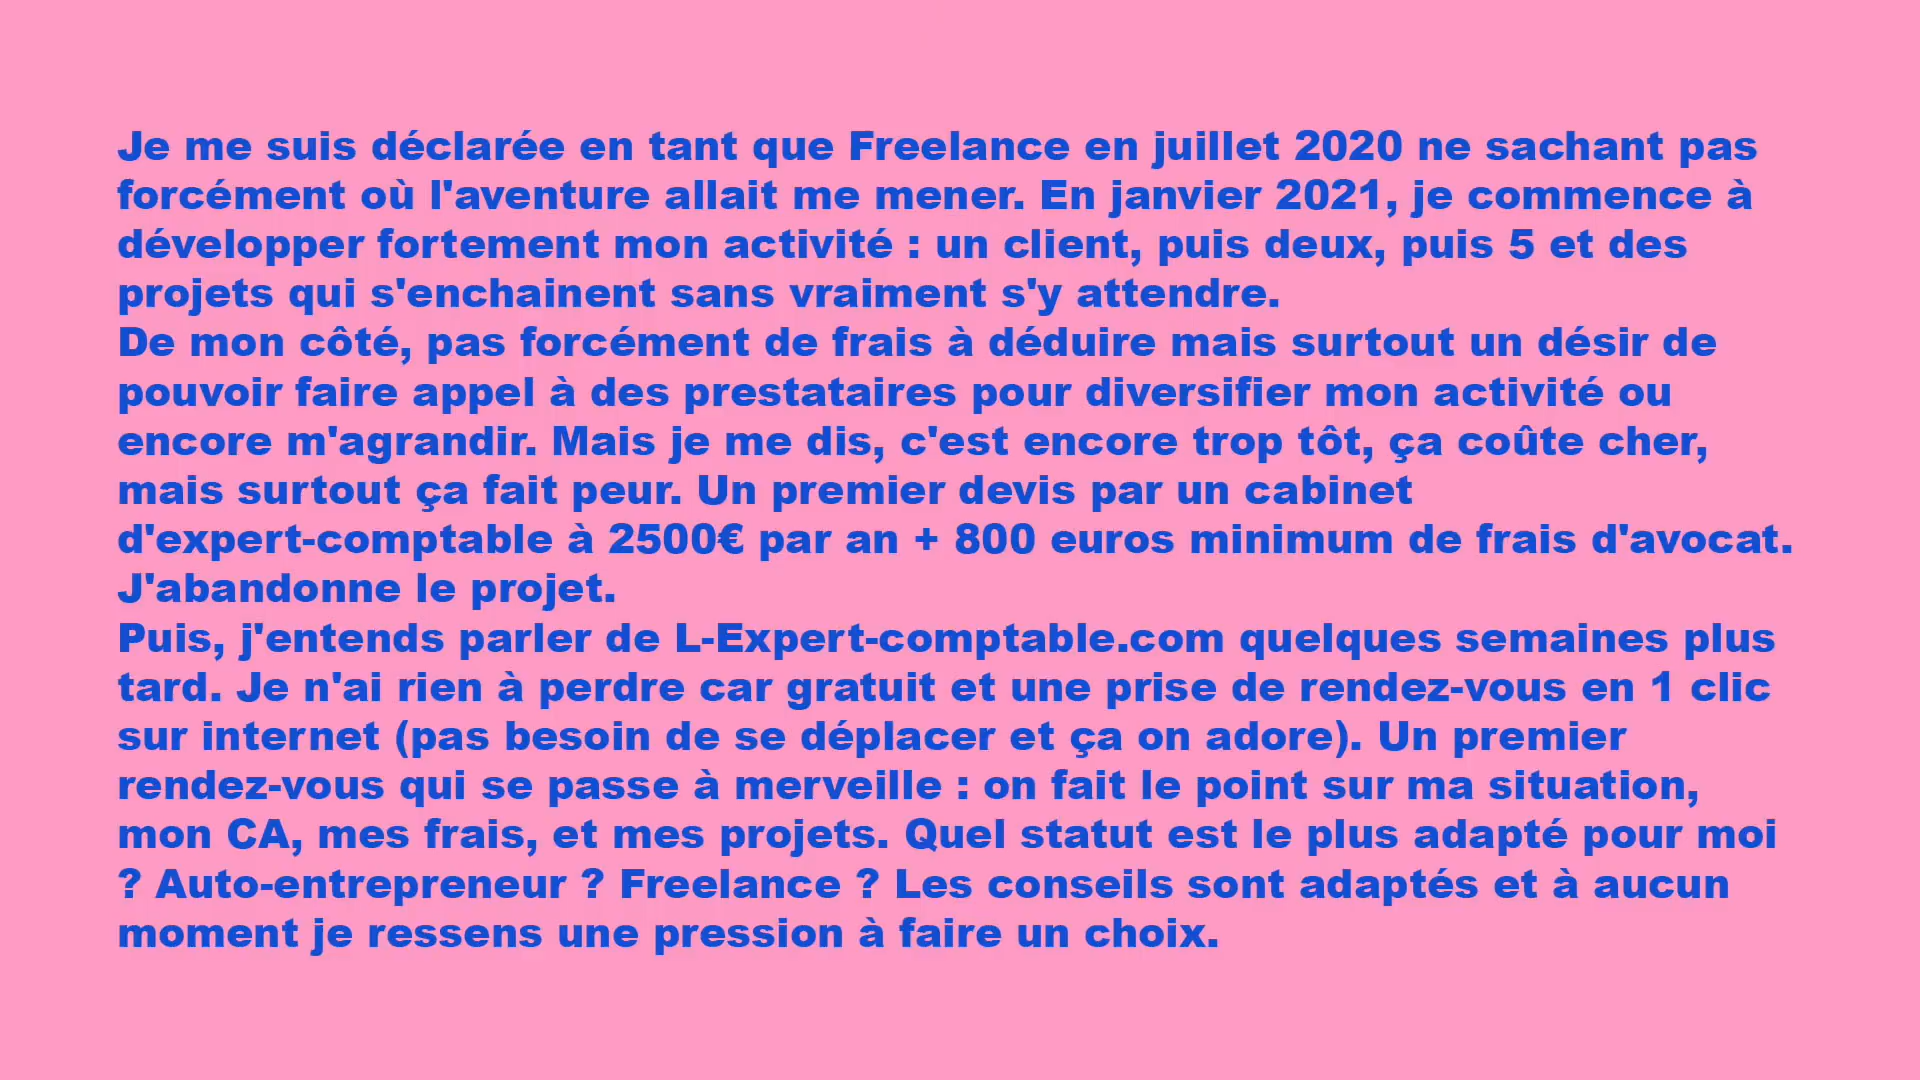 Je me suis déclarée en tant que Freelance en juillet 2020 ne sachant pas
forcément où l'aventure allait me mener. En janvier 2021, je commence à
développer fortement mon activité : un client, puis deux, puis 5 et des
projets qui s'enchainent sans vraiment s'y attendre.
De mon côté, pas forcément de frais à déduire mais surtout un désir de
pouvoir faire appel à des prestataires pour diversifier mon activité ou
encore m'agrandir. Mais je me dis, c'est encore trop tôt, ça coûte cher,
mais surtout ça fait peur. Un premier devis par un cabinet
d'expert-comptable à 2500€ par an + 800 euros minimum de frais d'avocat.
J'abandonne le projet.
Puis, j'entends parler de L-Expert-comptable.com quelques semaines plus
tard. Je n'ai rien à perdre car gratuit et une prise de rendez-vous en 1 clic
sur internet (pas besoin de se déplacer et ça on adore). Un premier
rendez-vous qui se passe à merveille : on fait le point sur ma situation,
mon CA, mes frais, et mes projets. Quel statut est le plus adapté pour moi
? Auto-entrepreneur ? Freelance ? Les conseils sont adaptés et à aucun
moment je ressens une pression à faire un choix.